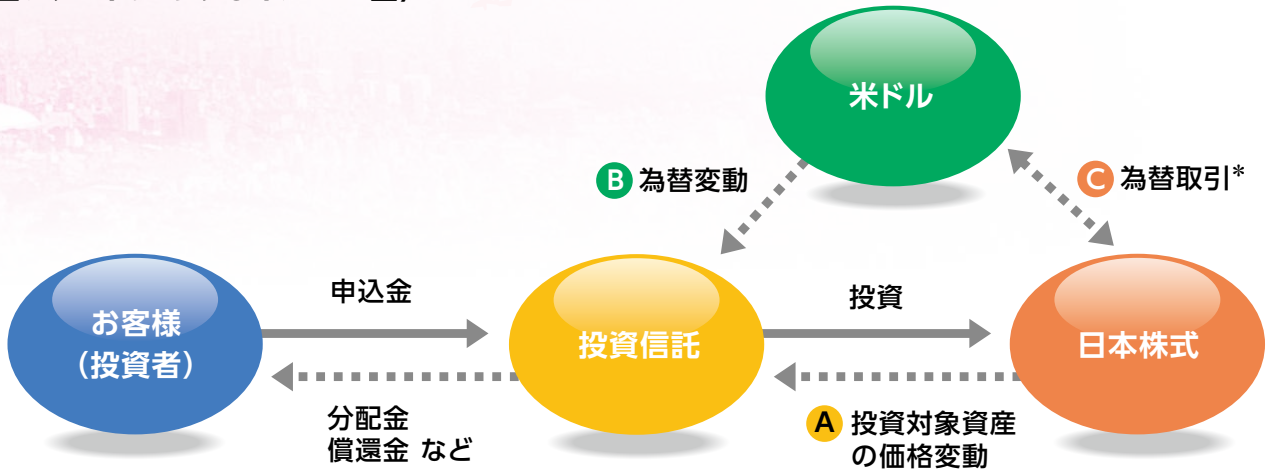 米ドル
B 為替変動
C 為替取引*
お客様
（投資者）
申込金
投資信託
投資
日本株式
分配金
償還金 など
A 投資対象資産
の価格変動